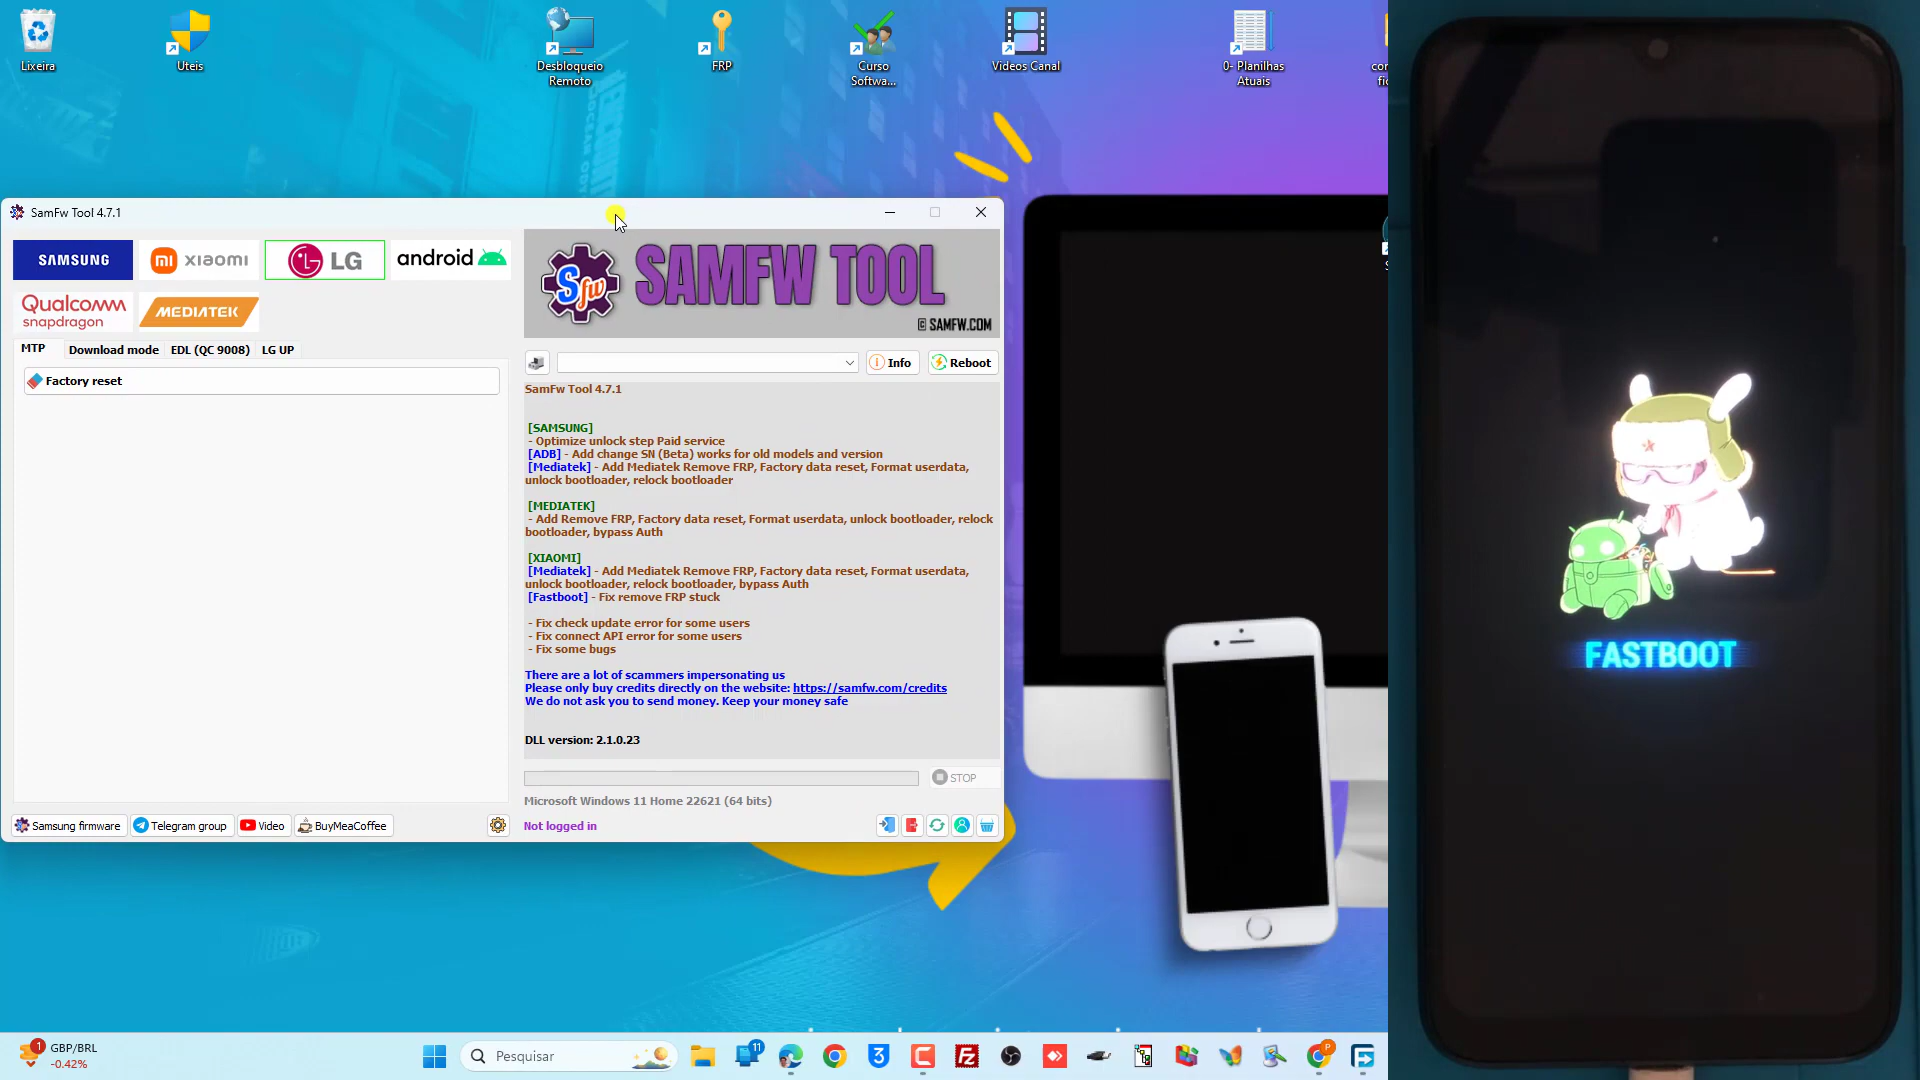 Lixeira
Uteis
Desbloqueio
Remoto
FRP
Curso
Softwa...
Videos Canal
0- Planilhas
Atuais
SamFw Tool 4.7.1
SAMSUNG
mi xiaomi
LG
android
Qualcomm
snapdragon
MEDIATEK
MTP
Download mode
EDL (QC 9008)
LG UP
Factory reset
Sfw
SAMFW TOOL
© SAMFW.COM
Info
Reboot
SamFw Tool 4.7.1
[SAMSUNG]
- Optimize unlock step Paid service
[ADB] - Add change SN (Beta) works for old models and version
[Mediatek] - Add Mediatek Remove FRP, Factory data reset, Format userdata,
unlock bootloader, relock bootloader
[MEDIATEK]
- Add Remove FRP, Factory data reset, Format userdata, unlock bootloader, relock
bootloader, bypass Auth
[XIAOMI]
[Mediatek] - Add Mediatek Remove FRP, Factory data reset, Format userdata,
unlock bootloader, relock bootloader, bypass Auth
[Fastboot] - Fix remove FRP stuck
- Fix check update error for some users
- Fix connect API error for some users
- Fix some bugs
There are a lot of scammers impersonating us
Please only buy credits directly on the website: https://samfw.com/credits
We do not ask you to send money. Keep your money safe
DLL version: 2.1.0.23
STOP
Microsoft Windows 11 Home 22621 (64 bits)
Samsung firmware
Telegram group
Video
BuyMeaCoffee
Not logged in
FASTBOOT
1
GBP/BRL
-0.42%
Pesquisar
11
3
Fz
P